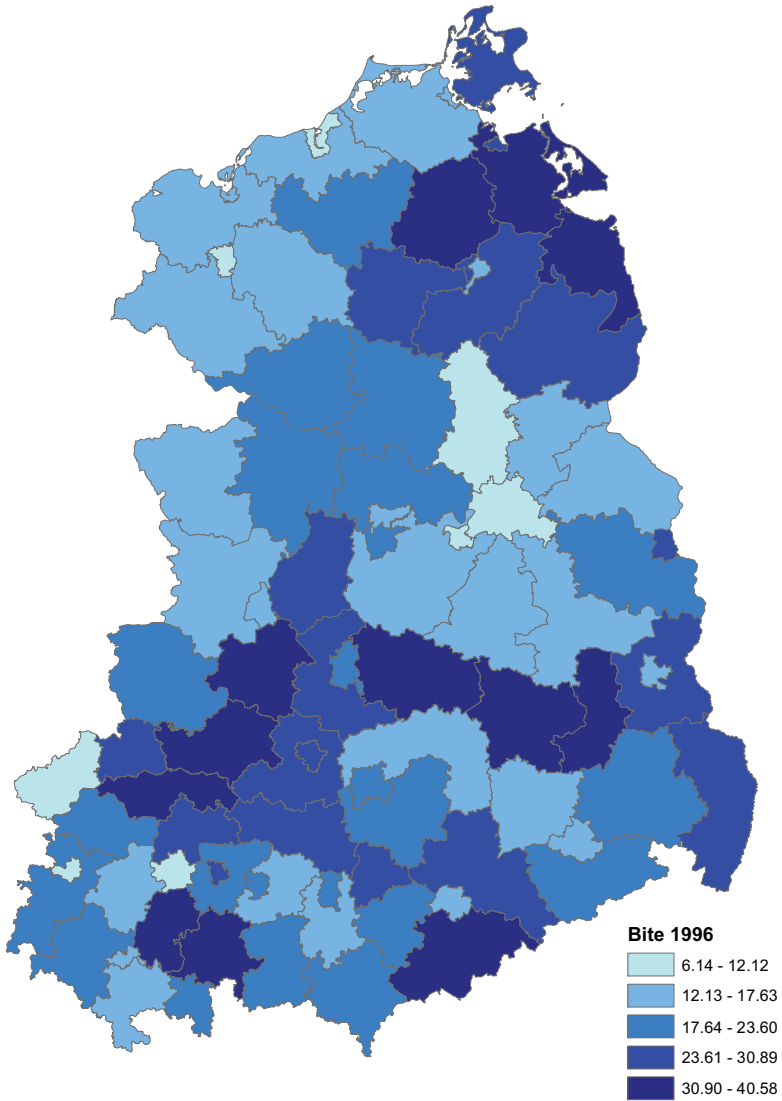 Bite 1996
6.14 - 12.12
12.13 - 17.63
17.64 - 23.60
23.61 - 30.89
30.90 - 40.58